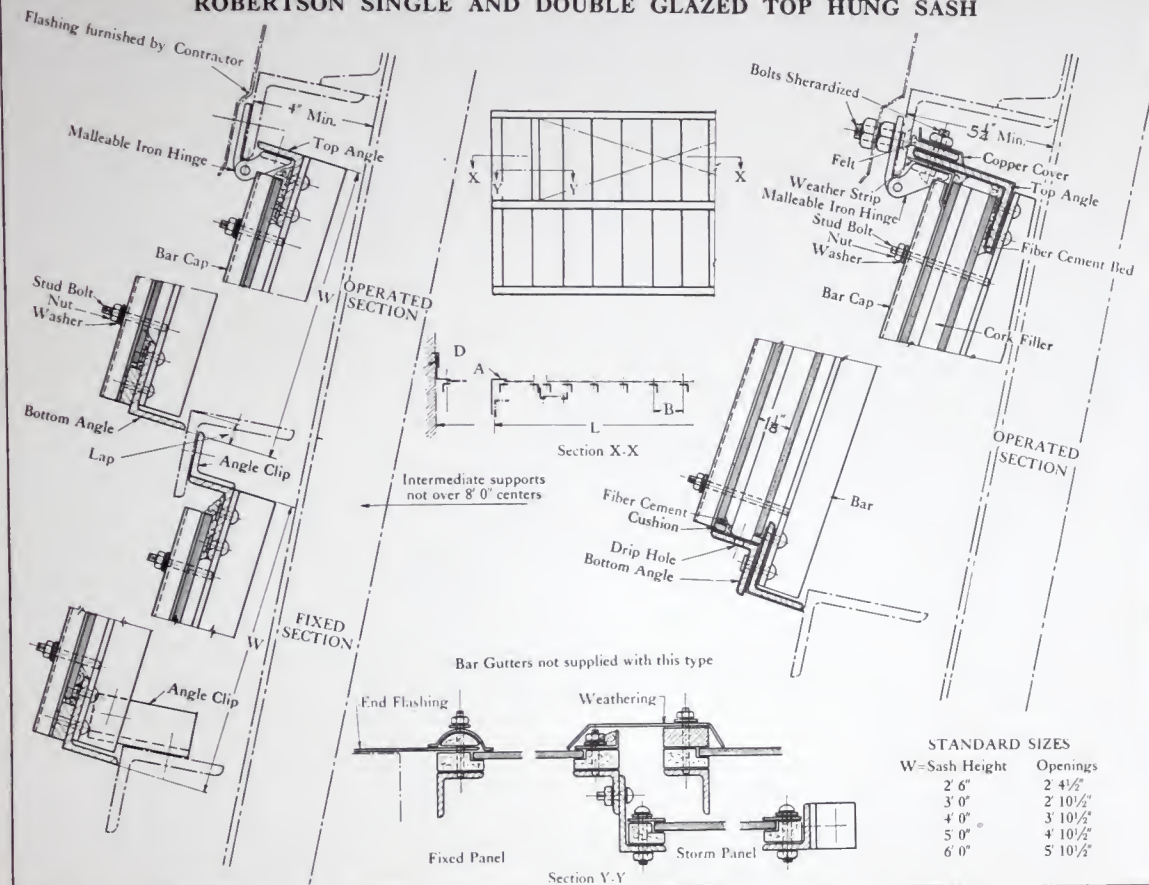 ROBERTSON SINGLE AND DOUBLE GLAZED TOP HUNG SASH
Flashing furnished by Contractor
4" Min.
Malleable Iron Hinge
Top Angle
Bar Cap
W
OPERATED
SECTION
Stud Bolt
Nut
Washer
Bottom Angle
Lap
Angle Clip
FIXED
SECTION
W
Angle Clip
X
Y
Y
X
D
A
B
L
Section X-X
Intermediate supports
not over 8' 0" centers
Bolts Sherardized
5¼" Min.
Felt
Copper Cover
Weather Strip
Top Angle
Malleable Iron Hinge
Stud Bolt
Nut
Washer
Fiber Cement Bed
Bar Cap
Cork Filler
OPERATED
SECTION
Bar
Fiber Cement
Cushion
Drip Hole
Bottom Angle
Bar Gutters not supplied with this type
End Flashing
Weathering
Fixed Panel
Storm Panel
Section Y-Y
STANDARD SIZES
W=Sash Height Openings
2' 6" 2' 4½"
3' 0" 2' 10½"
4' 0" 3' 10½"
5' 0" 4' 10½"
6' 0" 5' 10½"